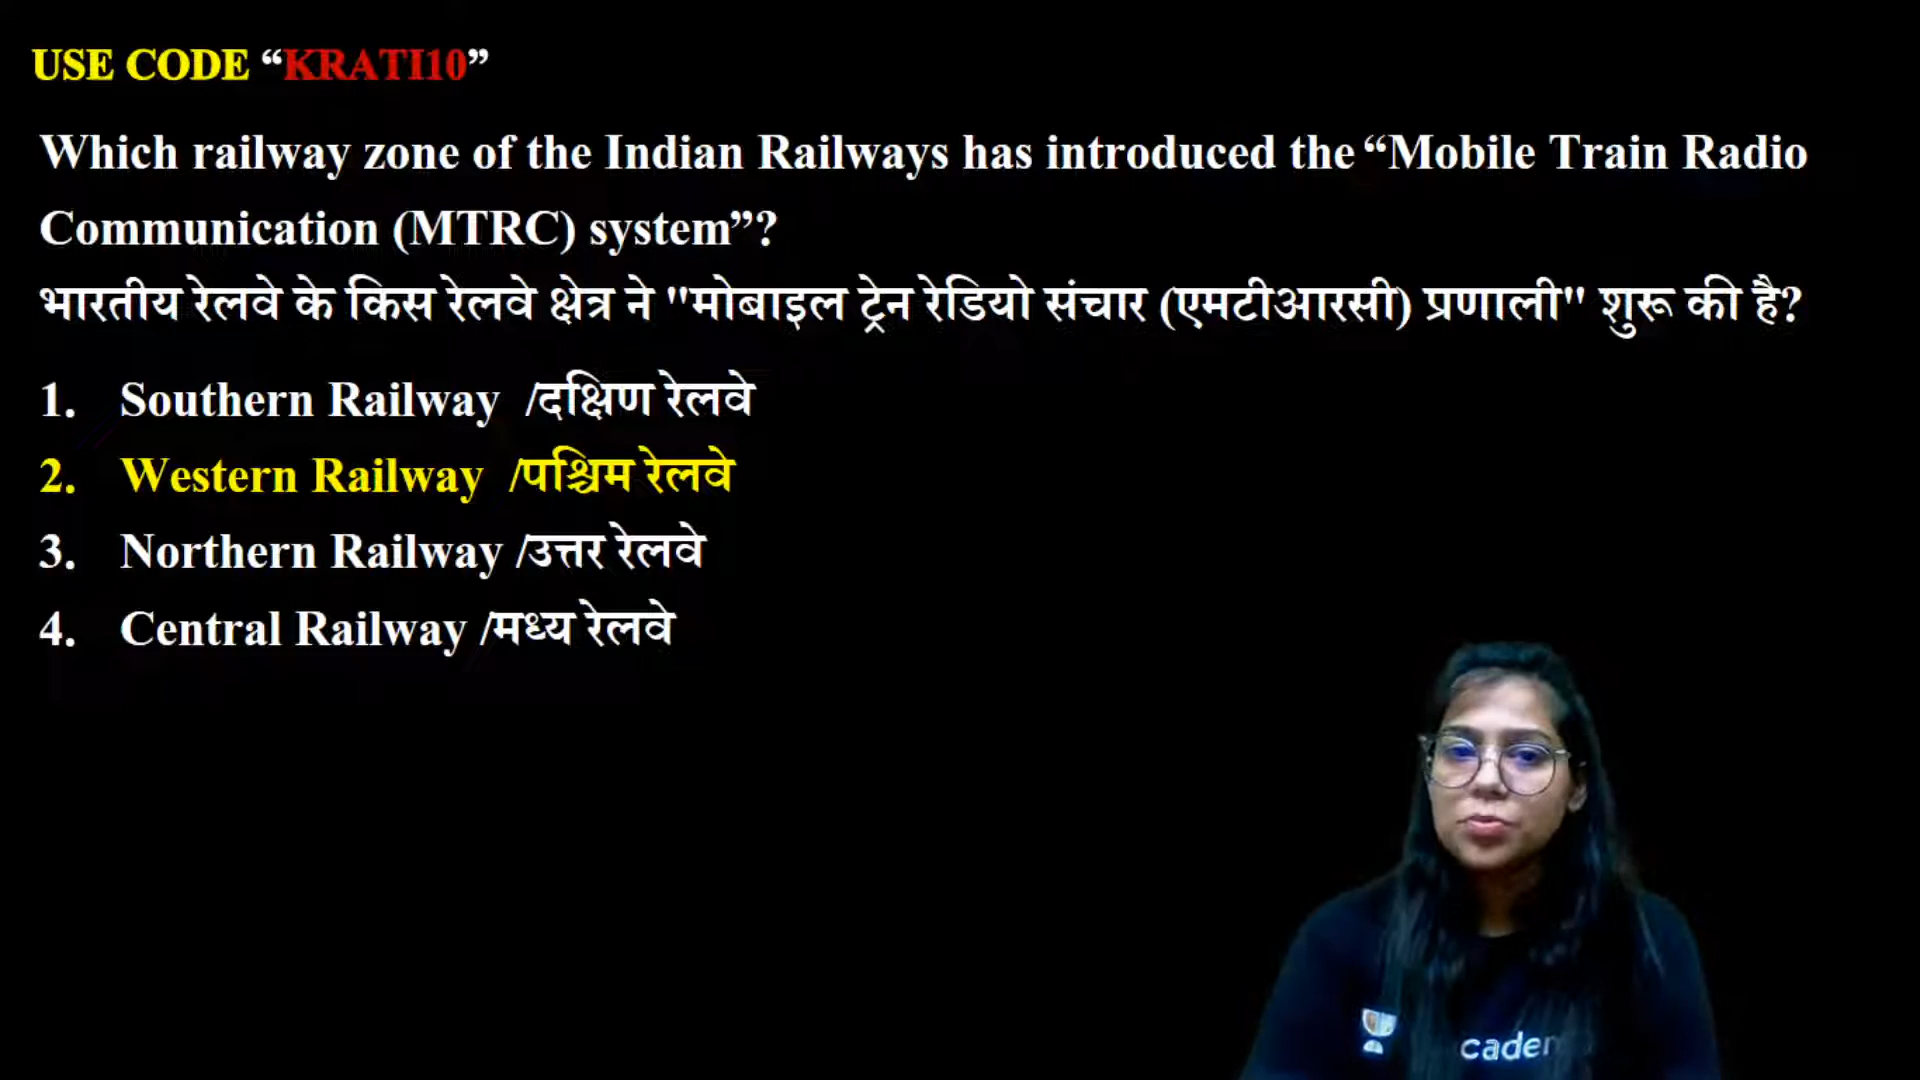 USE CODE “KRATI10”
Which railway zone of the Indian Railways has introduced the “Mobile Train Radio
Communication (MTRC) system”?
भारतीय रेलवे के किस रेलवे क्षेत्र ने "मोबाइल ट्रेन रेडियो संचार (एमटीआरसी) प्रणाली" शुरू की है?
1. Southern Railway /दक्षिण रेलवे
2. Western Railway /पश्चिम रेलवे
3. Northern Railway /उत्तर रेलवे
4. Central Railway /मध्य रेलवे